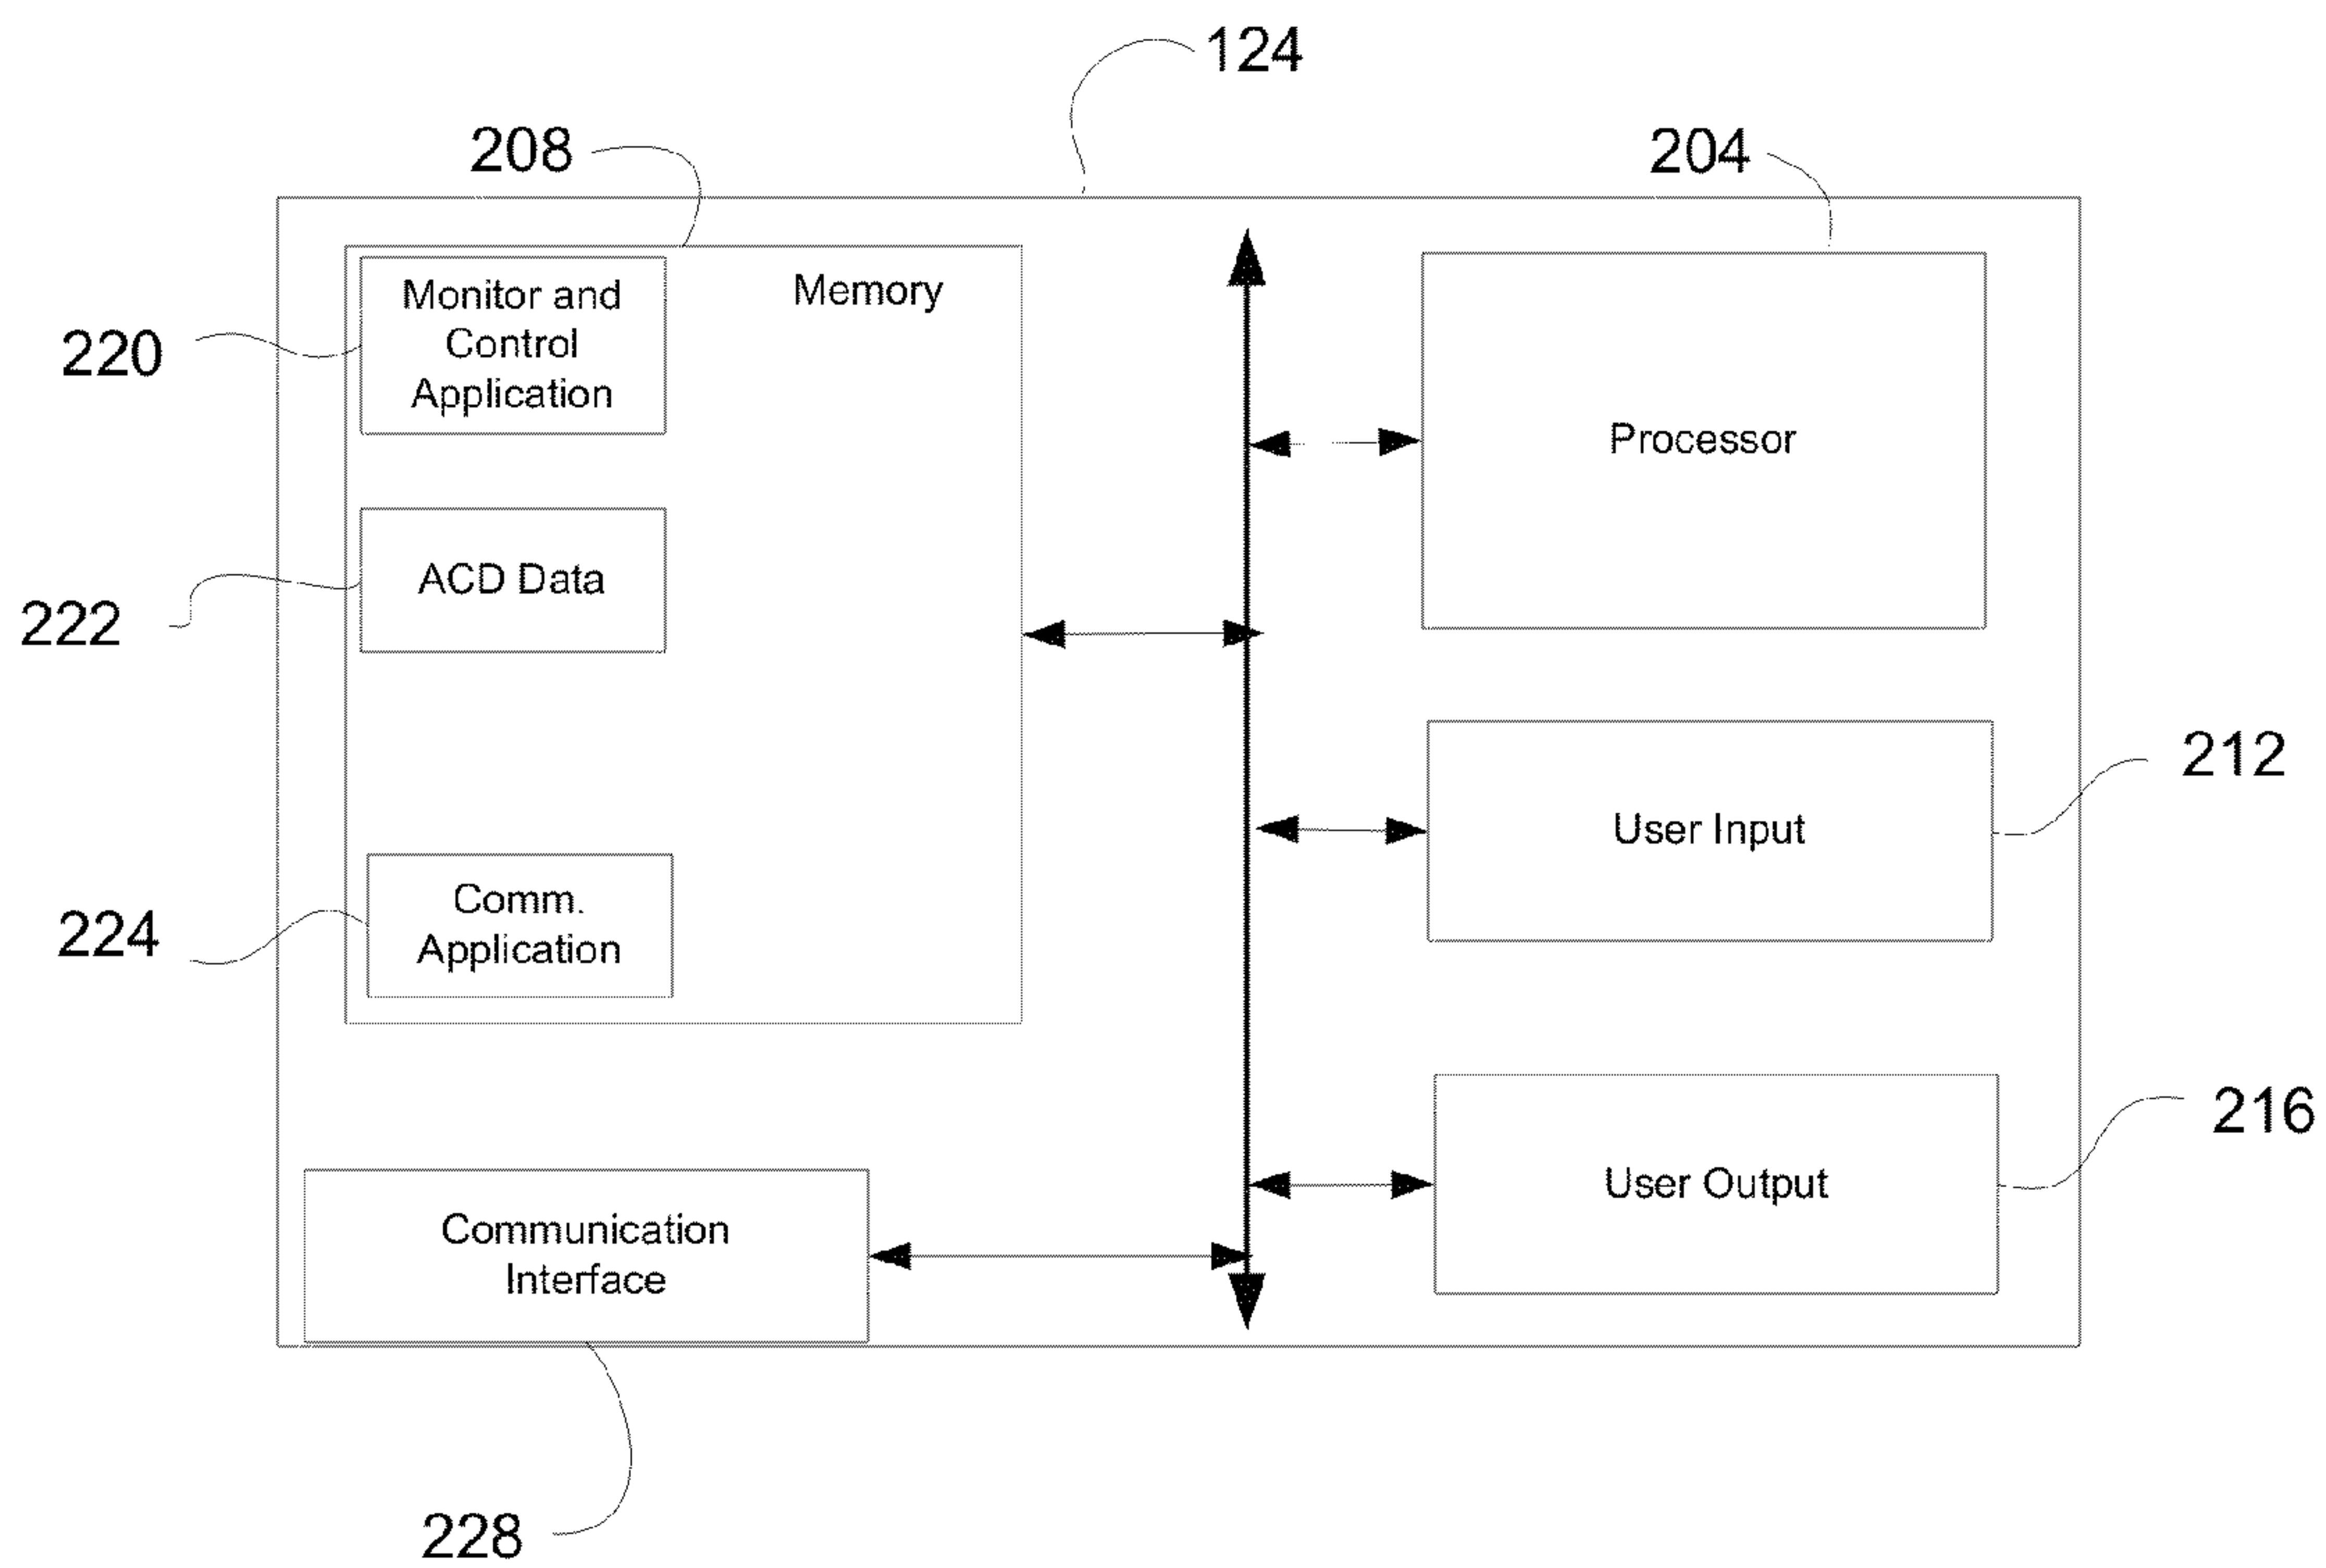 124
208
204
Monitor and
Control
Application
Memory
220
Processor
ACD Data
222
212
User Input
Comm.
Application
224
216
User Output
Communication
Interface
228